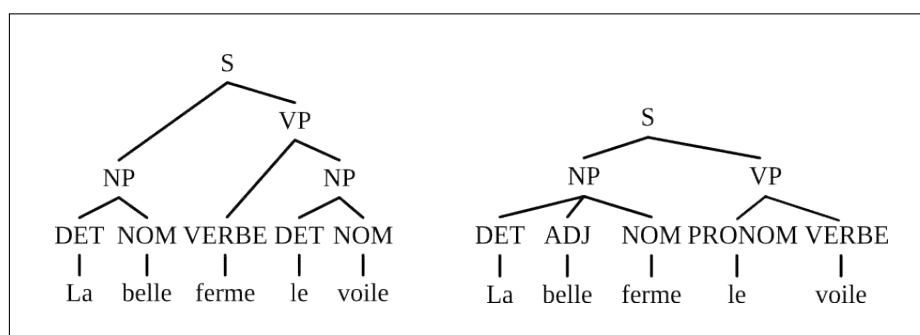 S
VP
NP NP
DET NOM VERBE DET NOM
La belle ferme le voile
S
NP VP
DET ADJ NOM PRONOM VERBE
La belle ferme le voile